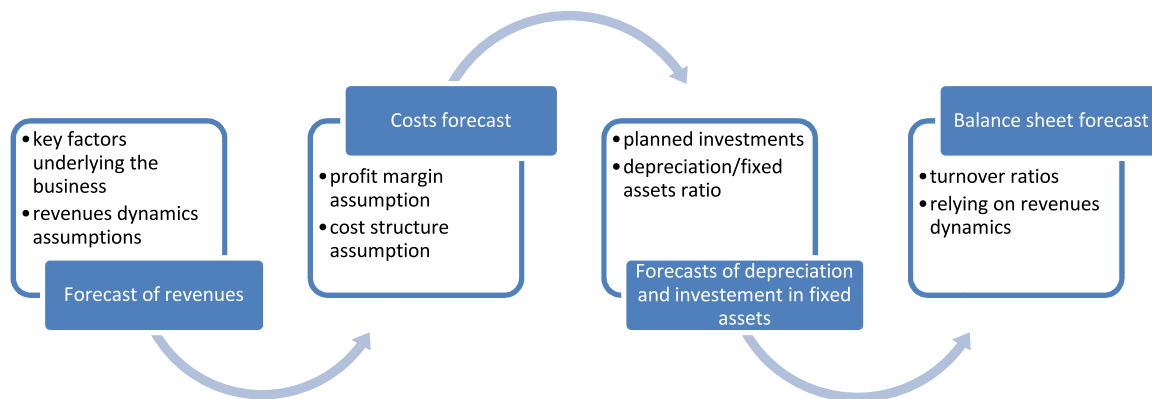 • key factors
underlying the
business
• revenues dynamics
assumptions
Forecast of revenues
Costs forecast
• profit margin
assumption
• cost structure
assumption
• planned investments
• depreciation/fixed
assets ratio
Forecasts of depreciation
and investement in fixed
assets
Balance sheet forecast
• turnover ratios
• relying on revenues
dynamics